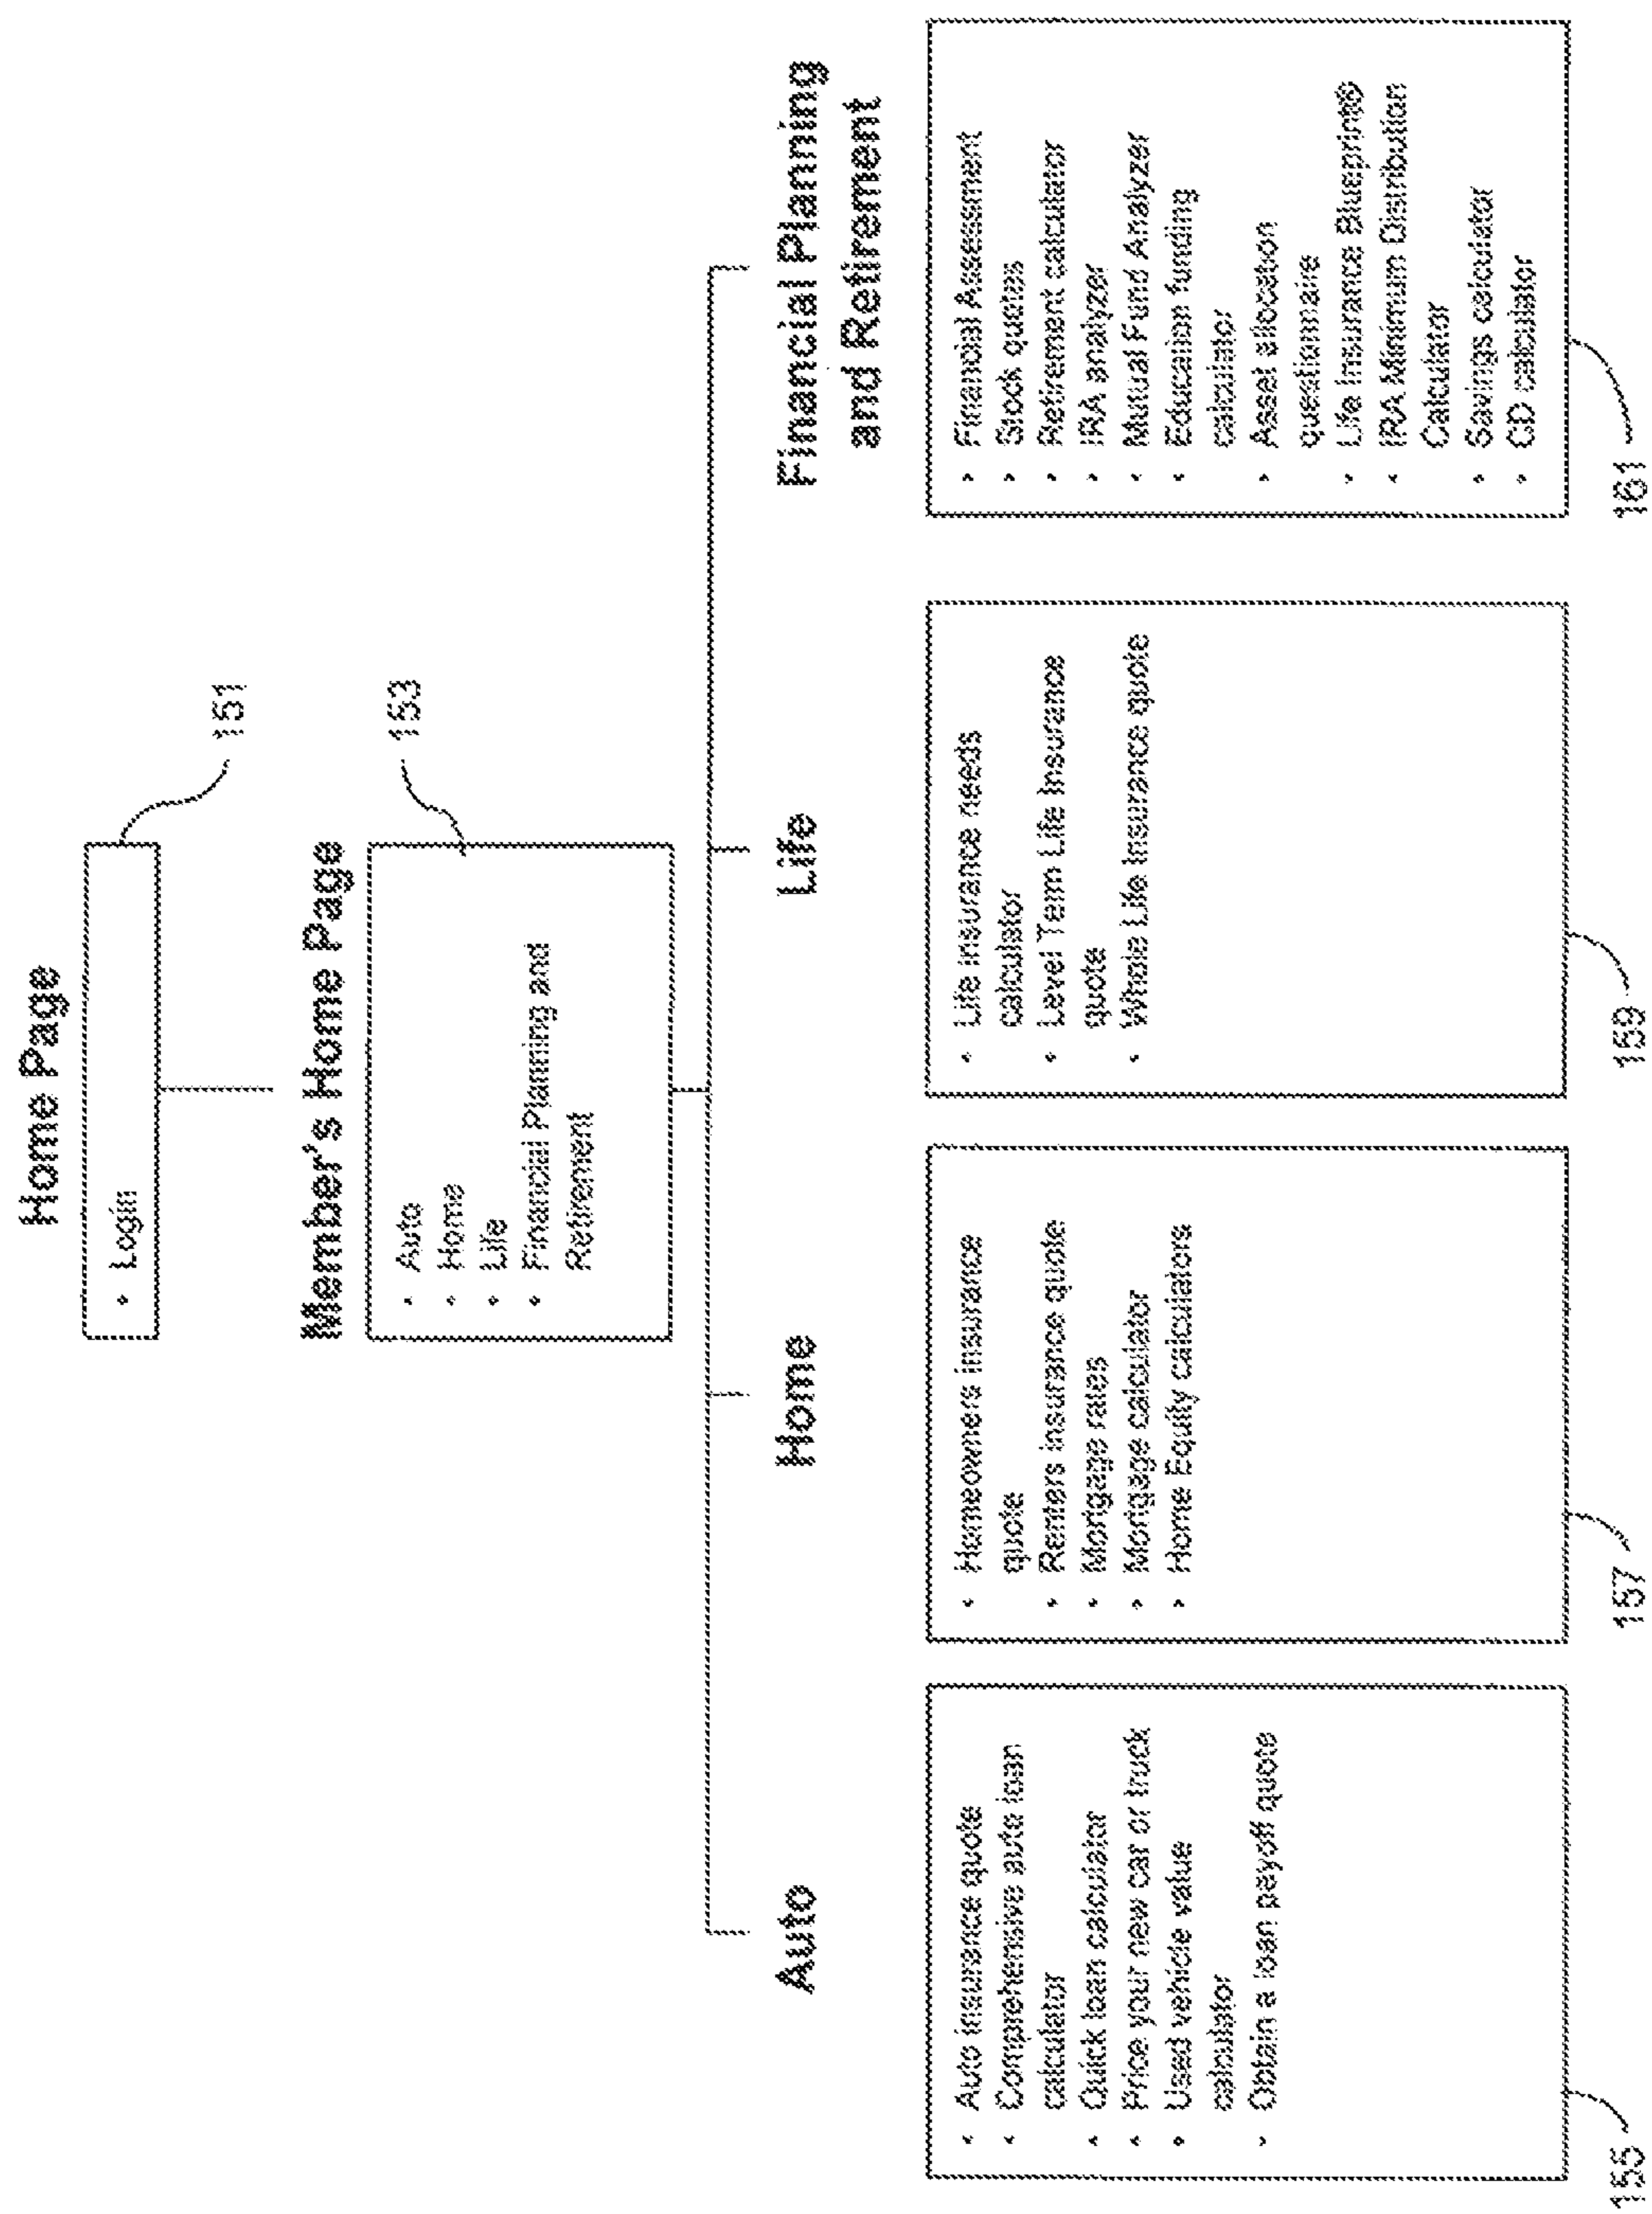 Home Page
• Login
151
Member's Home Page
• Auto
• Home
• Life
• Financial Planning and
Retirement
153
Auto
• Auto insurance quote
• Comprehensive auto loan
calculator
• Quick loan calculator
• Price your new car or truck
• Used vehicle value
calculator
• Obtain a loan payoff quote
155
Home
• Homeowners insurance
quote
• Renters insurance quote
• Mortgage rates
• Mortgage calculator
• Home Equity calculators
157
Life
• Life insurance needs
calculator
• Level Term Life Insurance
quote
• Whole Life Insurance quote
159
Financial Planning
and Retirement
• Financial Assessment
• Stock quotes
• Retirement calculator
• IRA analyzer
• Mutual Fund Analyzer
• Education funding
calculator
• Asset allocation
questionnaire
• Life Insurance Blueprint®
• IRA Minimum Distribution
Calculator
• Savings calculator
• CD calculator
161